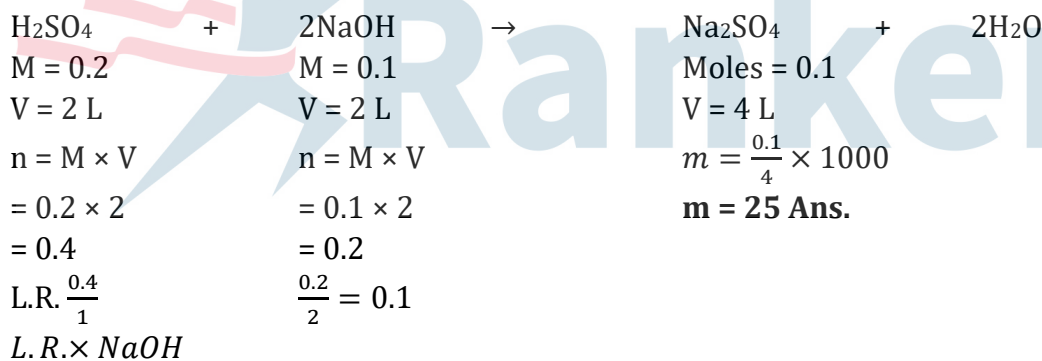 H₂SO₄ + 2NaOH → Na₂SO₄ + 2H₂O
M = 0.2 M = 0.1 Moles = 0.1
V = 2 L V = 2 L V = 4 L
n = M × V n = M × V m = 0.1/4 × 1000
= 0.2 × 2 = 0.1 × 2 m = 25 Ans.
= 0.4 = 0.2
L.R. 0.4/1 0.2/2 = 0.1
L.R.× NaOH
Ranker